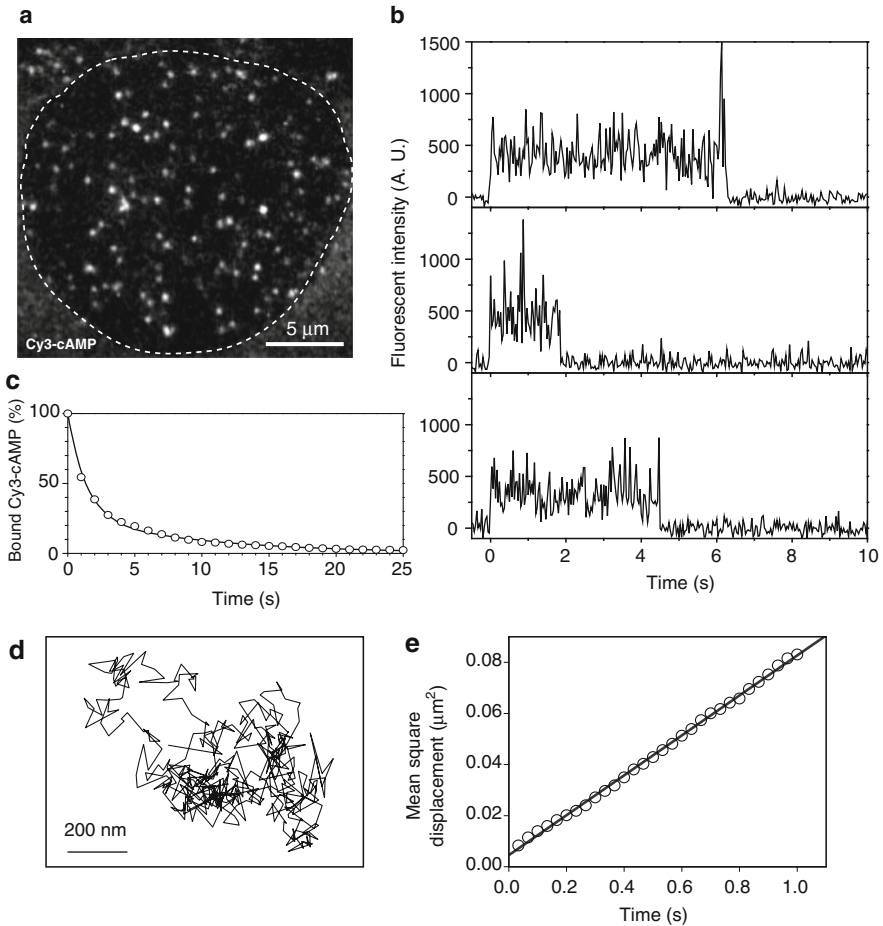 a
Cy3-cAMP
5 μm
b
Fluorescent intensity (A. U.)
1500
1000
500
0
1000
500
0
1000
500
0
0 2 4 6 8 10
Time (s)
c
Bound Cy3-cAMP (%)
100
50
0
0 5 10 15 20 25
Time (s)
d
200 nm
e
Mean square
displacement (μm²)
0.08
0.06
0.04
0.02
0.00
0.0 0.2 0.4 0.6 0.8 1.0
Time (s)